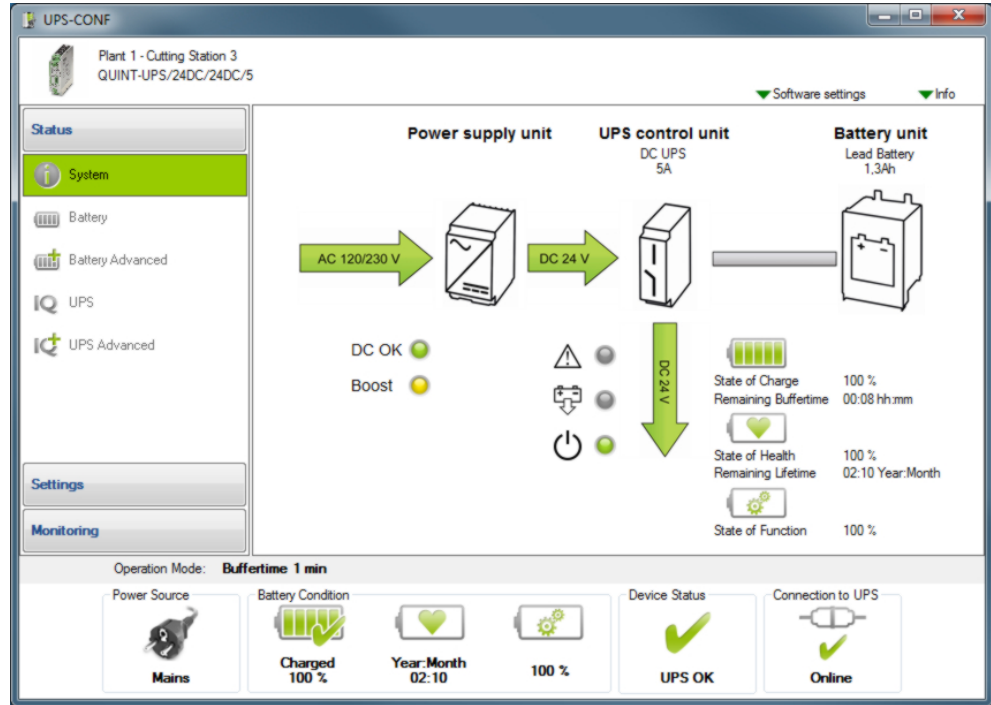 UPS-CONF
Plant 1 - Cutting Station 3
QUINT-UPS/24DC/24DC/5
Software settings
Info
Status
System
Battery
Battery Advanced
UPS
UPS Advanced
Settings
Monitoring
Power supply unit
UPS control unit
DC UPS
5A
Battery unit
Lead Battery
1,3Ah
AC 120/230 V
DC 24 V
DC OK
Boost
DC 24 V
State of Charge 100 %
Remaining Buffertime 00:08 hh:mm
State of Health 100 %
Remaining Lifetime 02:10 Year:Month
State of Function 100 %
Operation Mode: Buffertime 1 min
Power Source
Mains
Battery Condition
Charged
100 %
Year:Month
02:10
100 %
Device Status
UPS OK
Connection to UPS
Online